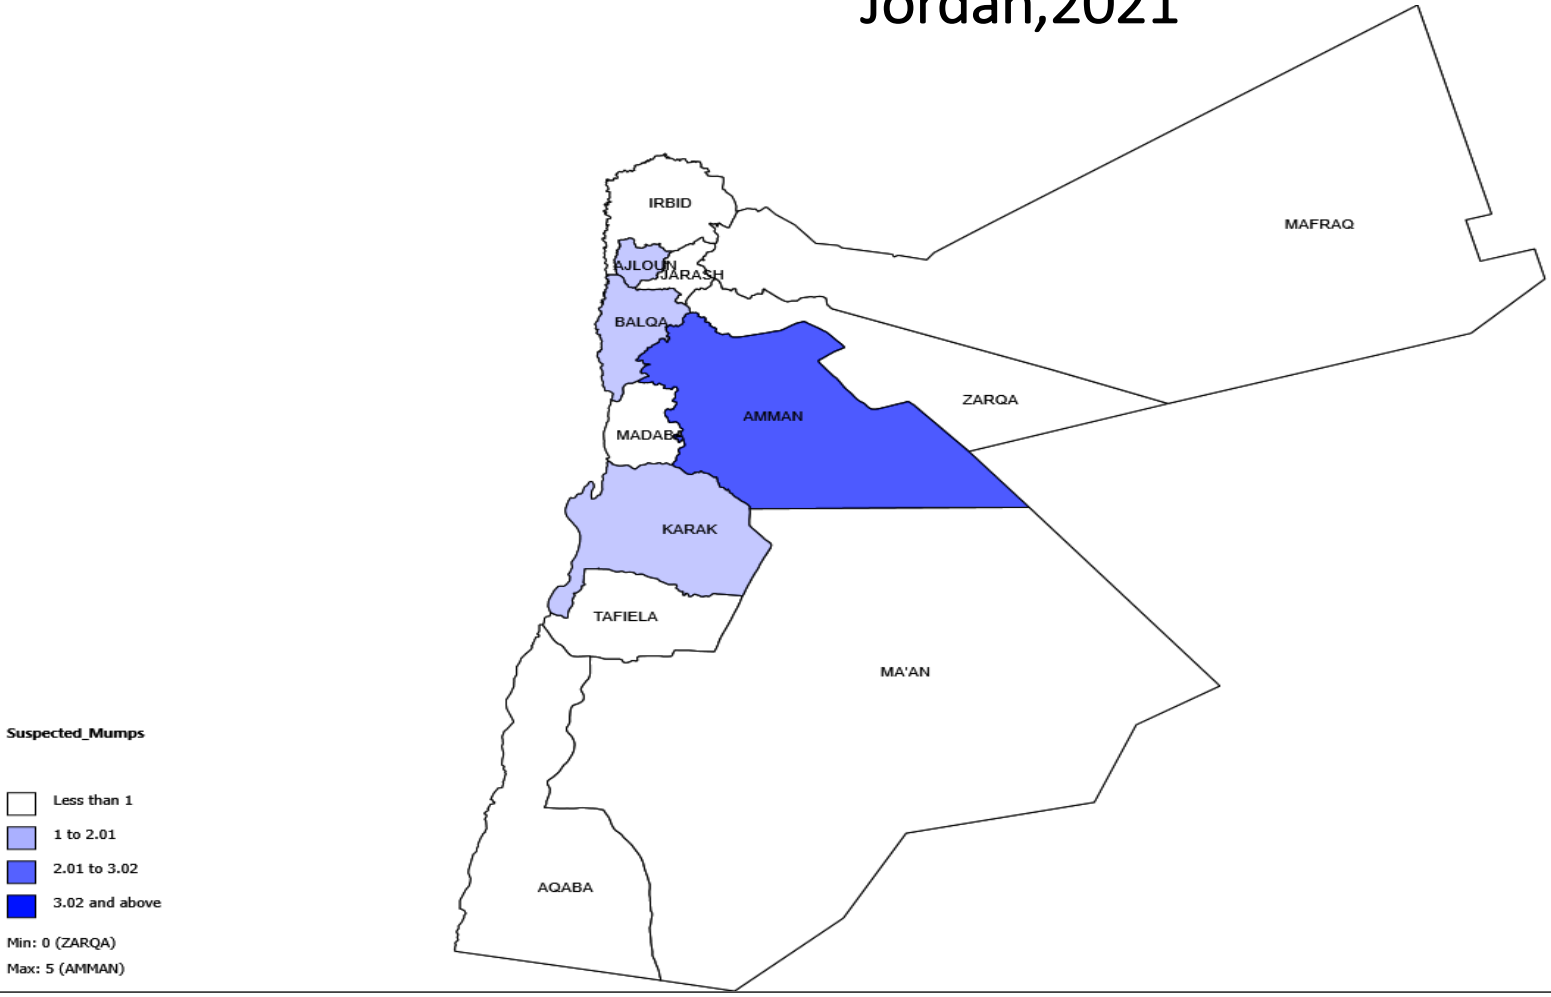 Jordan,2021
IRBID
MAFRAQ
AJLOUN
JARASH
BALQA
ZARQA
AMMAN
MADABA
KARAK
TAFIELA
MA'AN
AQABA
Suspected_Mumps
Less than 1
1 to 2.01
2.01 to 3.02
3.02 and above
Min: 0 (ZARQA)
Max: 5 (AMMAN)